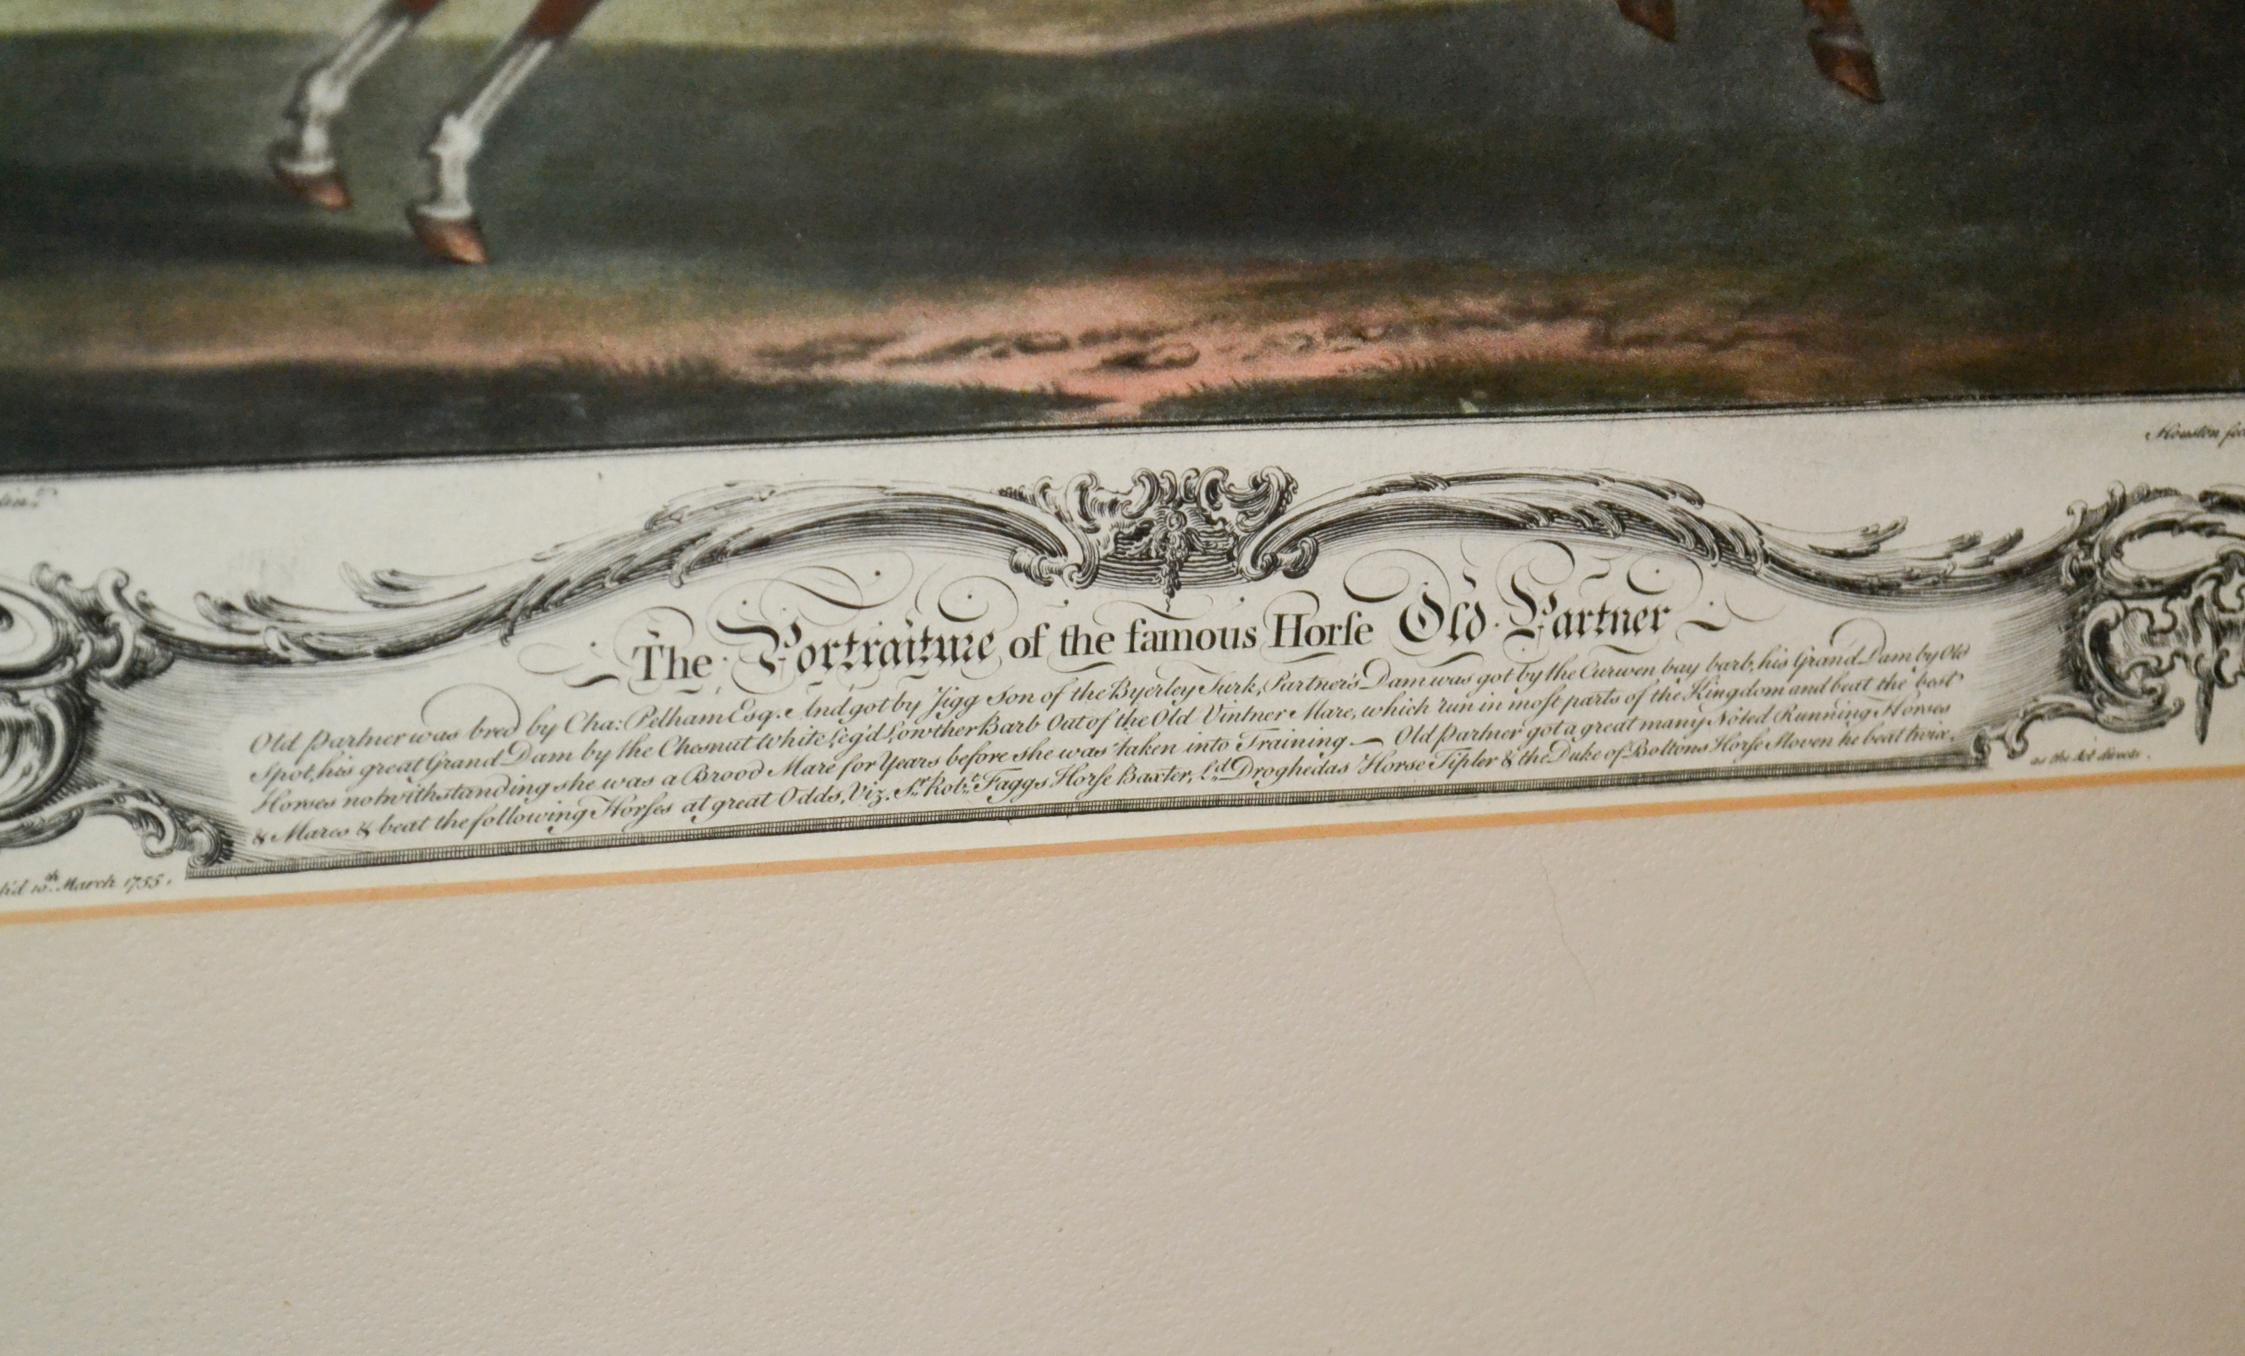 Houston
The Portraiture of the famous Horſe Old Partner
Old Partner was bred by Cha: Pelham Esq. And got by Jigg Son of the Byerley Turk, Partner's Dam was got by the Curwen bay barb, his Grand Dam by Old
Spot, his great Grand Dam by the Chesnut White Leg'd Lowther Barb Out of the Old Vintner Mare, which run in most parts of the Kingdom and beat the best
Horses notwithstanding she was a Brood Mare for Years before she was taken into Training — Old Partner got a great many Noted Running Horses
& Mares & beat the following Horſes at great Odds, Viz. Sr. Robt. Faggs Horſe Baxter, Ld. Droghedas Horse Tipler & the Duke of Boltons Horſe Sloven he beat twice.
10th. March 1755.
as the Act directs.